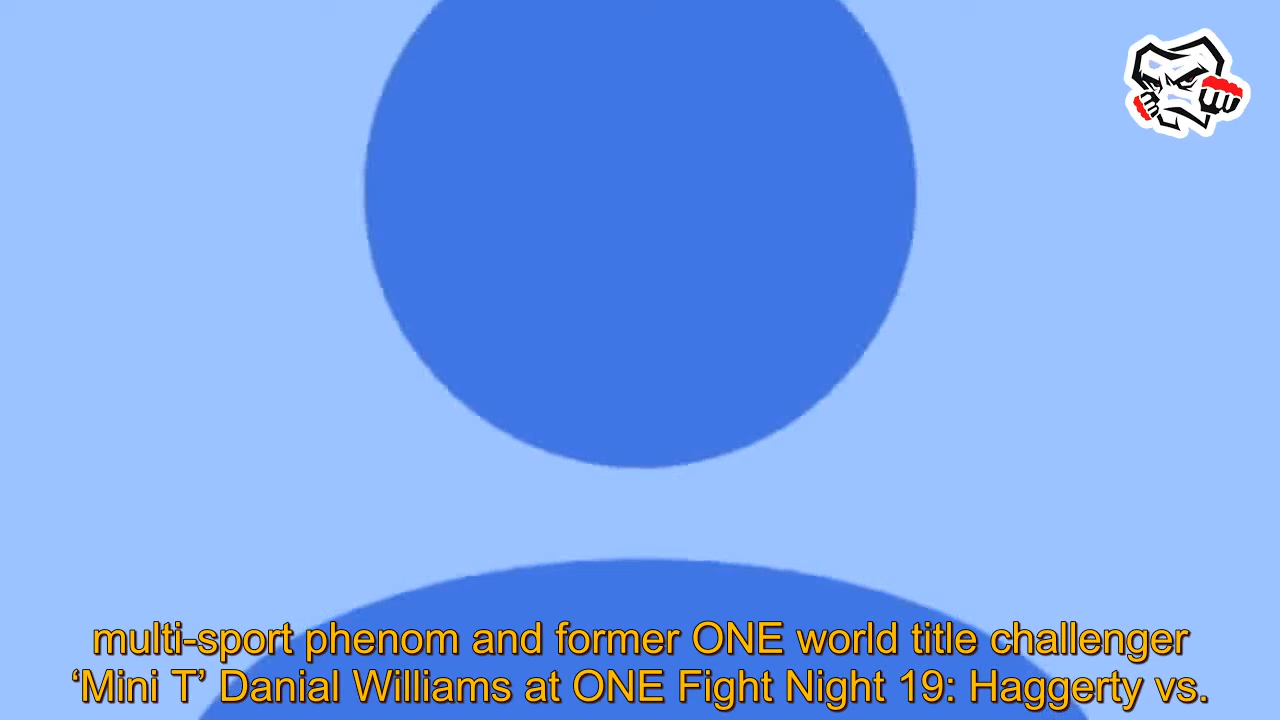 multi-sport phenom and former ONE world title challenger
‘Mini T’ Danial Williams at ONE Fight Night 19: Haggerty vs.